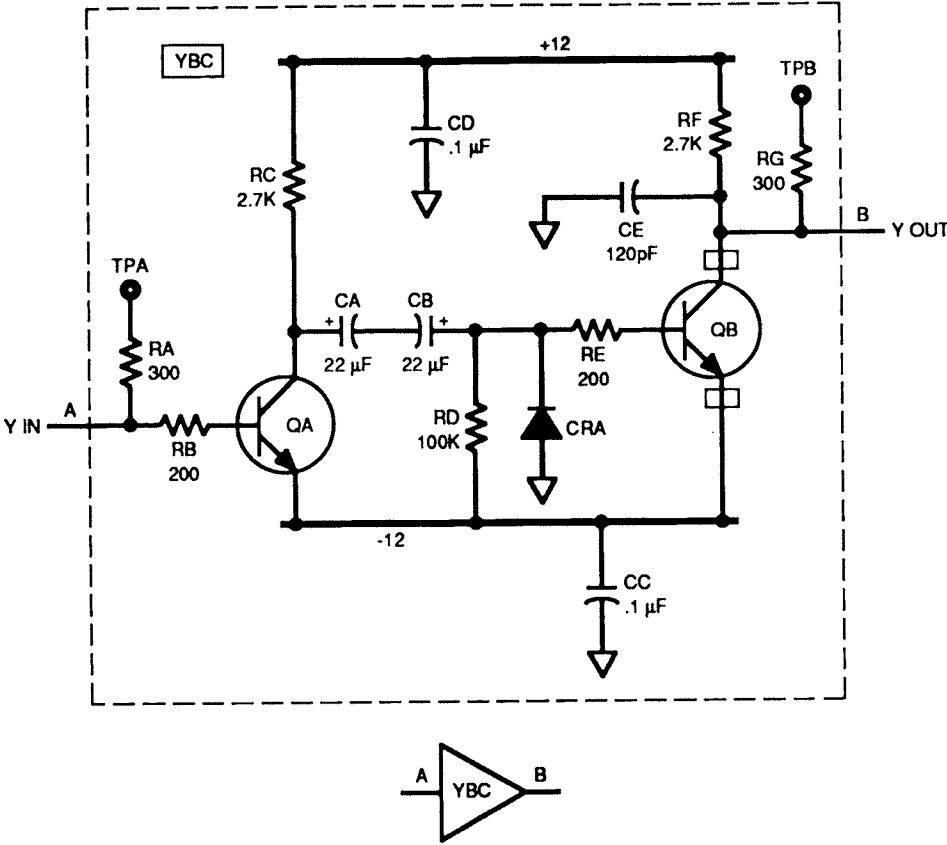 +12
YBC
TPB
CD
.1 µF
RF
2.7K
RG
300
RC
2.7K
B
Y OUT
CE
120pF
TPA
CA
CB
+
+
QB
22 µF
22 µF
RE
200
RA
300
A
Y IN
QA
RD
100K
CRA
RB
200
-12
CC
.1 µF
A
YBC
B